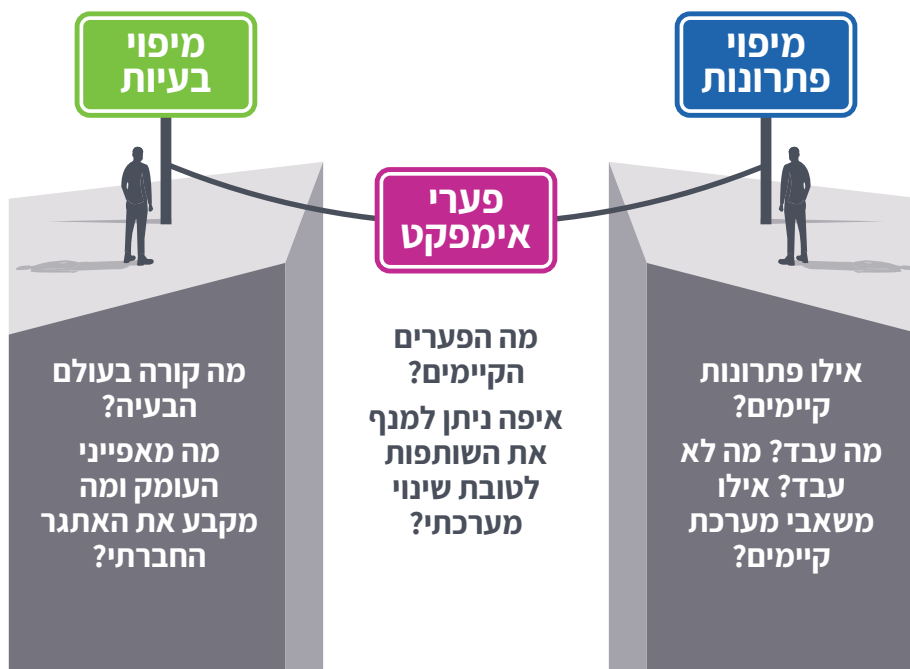 מיפוי
פתרונות
אילו פתרונות
קיימים?
מה עבד? מה לא
עבד? אילו
משאבי מערכת
קיימים?
פערי
אימפקט
מה הפערים
הקיימים?
איפה ניתן למנף
את השותפות
לטובת שינוי
מערכתי?
מיפוי
בעיות
מה קורה בעולם
הבעיה?
מה מאפייני
העומק ומה
מקבע את האתגר
החברתי?